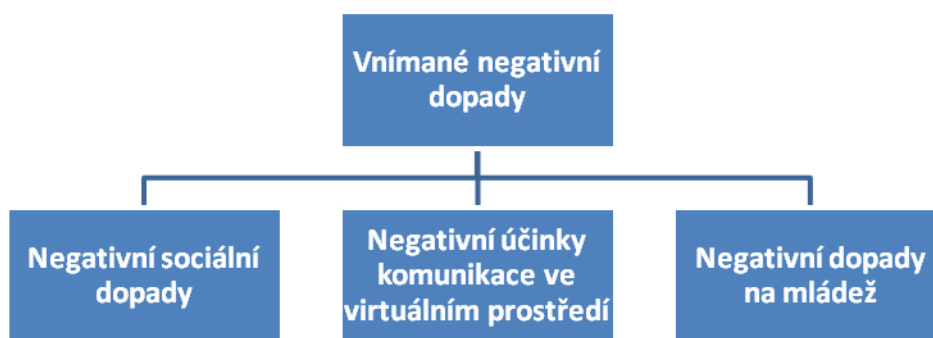 Vnímané negativní
dopady
Negativní sociální
dopady
Negativní účinky
komunikace ve
virtuálním prostředí
Negativní dopady
na mládež